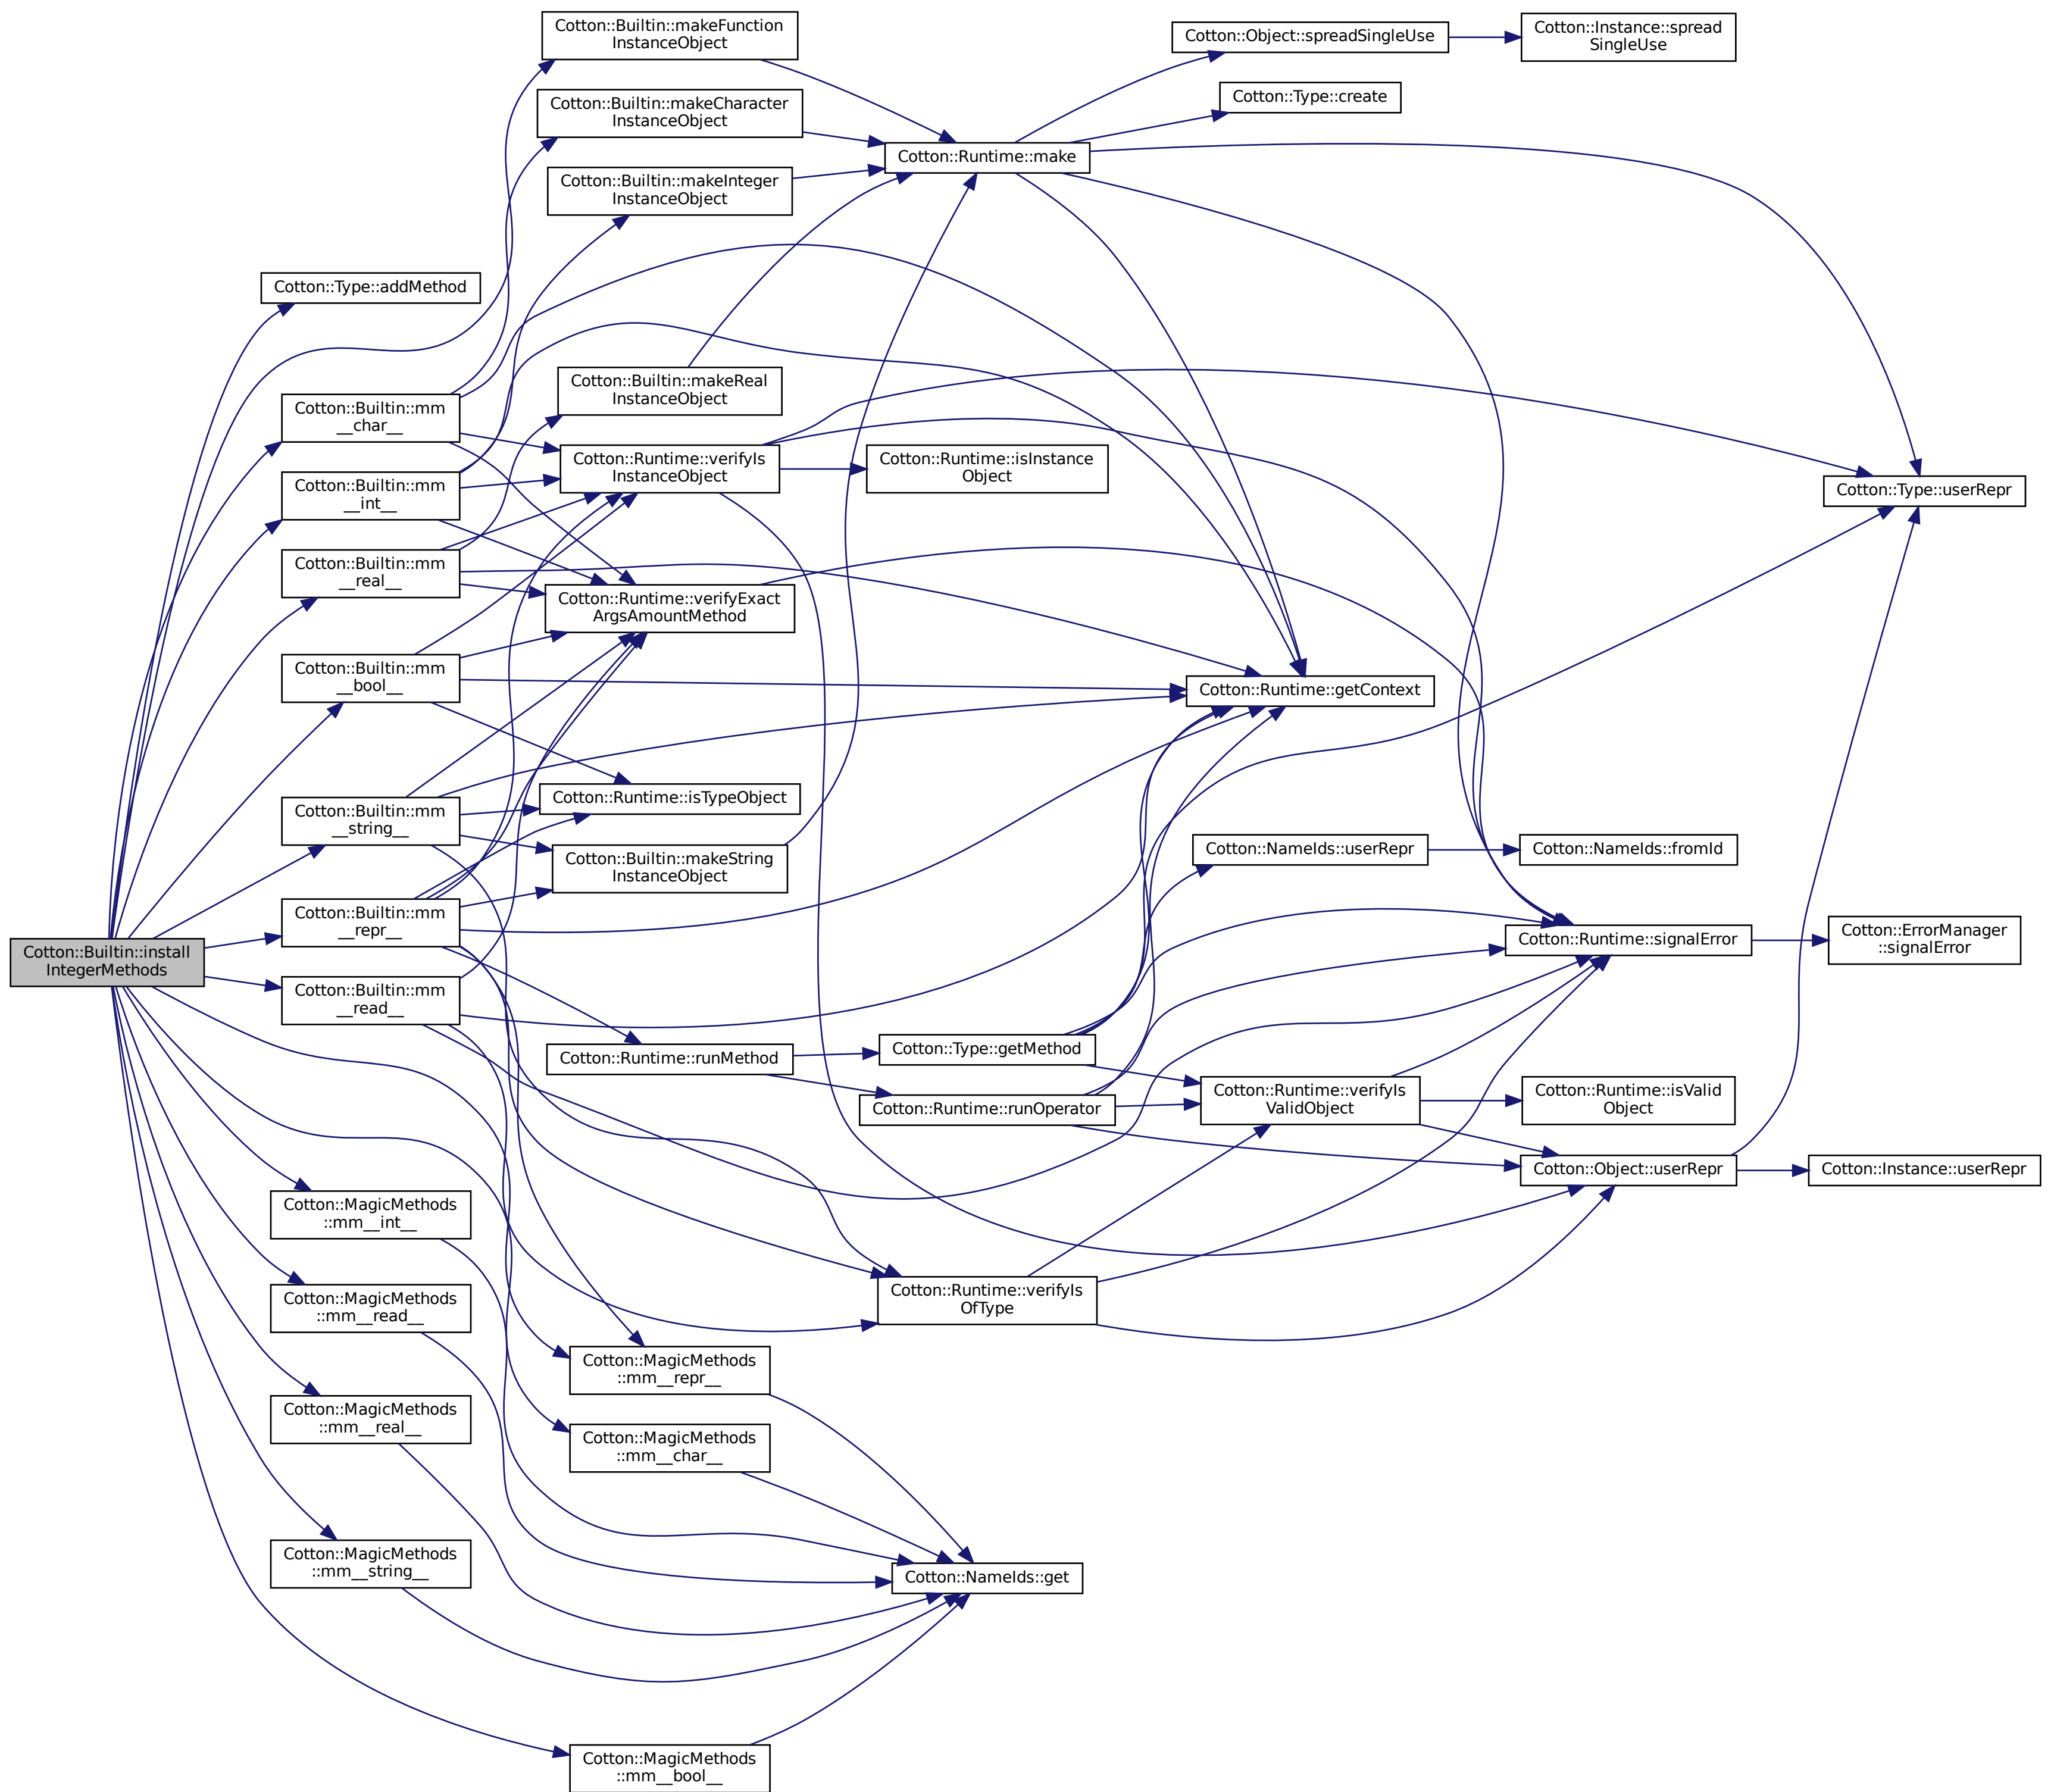 Cotton::Builtin::makeFunction
InstanceObject
Cotton::Object::spreadSingleUse
Cotton::Instance::spread
SingleUse
Cotton::Builtin::makeCharacter
InstanceObject
Cotton::Type::create
Cotton::Runtime::make
Cotton::Builtin::makeInteger
InstanceObject
Cotton::Type::addMethod
Cotton::Builtin::makeReal
InstanceObject
Cotton::Builtin::mm
__char__
Cotton::Runtime::verifyIs
InstanceObject
Cotton::Runtime::isInstance
Object
Cotton::Type::userRepr
Cotton::Builtin::mm
__int__
Cotton::Builtin::mm
__real__
Cotton::Runtime::verifyExact
ArgsAmountMethod
Cotton::Builtin::mm
__bool__
Cotton::Runtime::getContext
Cotton::Runtime::isTypeObject
Cotton::Builtin::mm
__string__
Cotton::Builtin::makeString
InstanceObject
Cotton::NameIds::userRepr
Cotton::NameIds::fromId
Cotton::Builtin::mm
__repr__
Cotton::Runtime::signalError
Cotton::ErrorManager
::signalError
Cotton::Builtin::install
IntegerMethods
Cotton::Builtin::mm
__read__
Cotton::Runtime::runMethod
Cotton::Type::getMethod
Cotton::Runtime::runOperator
Cotton::Runtime::verifyIs
ValidObject
Cotton::Runtime::isValid
Object
Cotton::Object::userRepr
Cotton::Instance::userRepr
Cotton::MagicMethods
::mm__int__
Cotton::MagicMethods
::mm__read__
Cotton::Runtime::verifyIs
OfType
Cotton::MagicMethods
::mm__repr__
Cotton::MagicMethods
::mm__real__
Cotton::MagicMethods
::mm__char__
Cotton::MagicMethods
::mm__string__
Cotton::NameIds::get
Cotton::MagicMethods
::mm__bool__